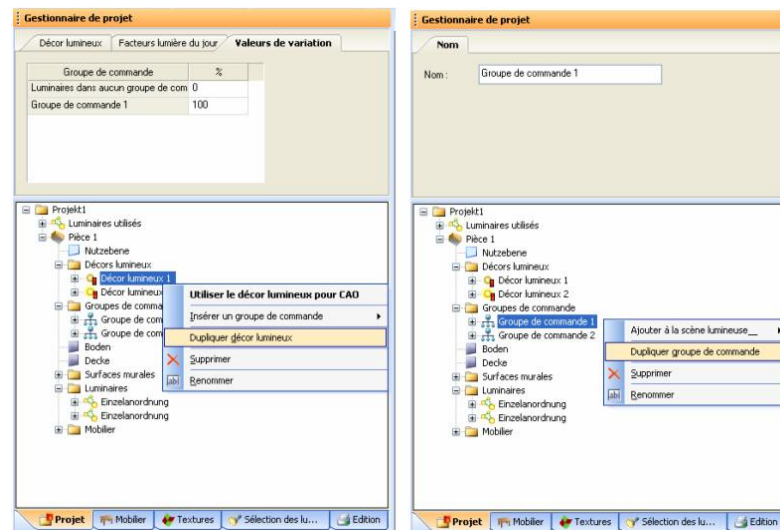 Gestionnaire de projet
Décor lumineux Facteurs lumière du jour Valeurs de variation
Groupe de commande %
Luminaires dans aucun groupe de com 0
Groupe de commande 1 100
Projekt1
Luminaires utilisés
Pièce 1
Nutzebene
Décors lumineux
Décor lumineux 1
Décor lumineux
Groupes de comma
Groupe de com
Groupe de com
Boden
Decke
Surfaces murales
Luminaires
Einzelanordnung
Einzelanordnung
Mobilier
Utiliser le décor lumineux pour CAO
Insérer un groupe de commande
Dupliquer décor lumineux
Supprimer
Renommer
Projet Mobilier Textures Sélection des lu... Edition
Gestionnaire de projet
Nom
Nom : Groupe de commande 1
Projekt1
Luminaires utilisés
Pièce 1
Nutzebene
Décors lumineux
Décor lumineux 1
Décor lumineux 2
Groupes de commande
Groupe de commande 1
Groupe de commande 2
Boden
Decke
Surfaces murales
Luminaires
Einzelanordnung
Einzelanordnung
Mobilier
Ajouter à la scène lumineuse__
Dupliquer groupe de commande
Supprimer
Renommer
Projet Mobilier Textures Sélection des lu... Edition